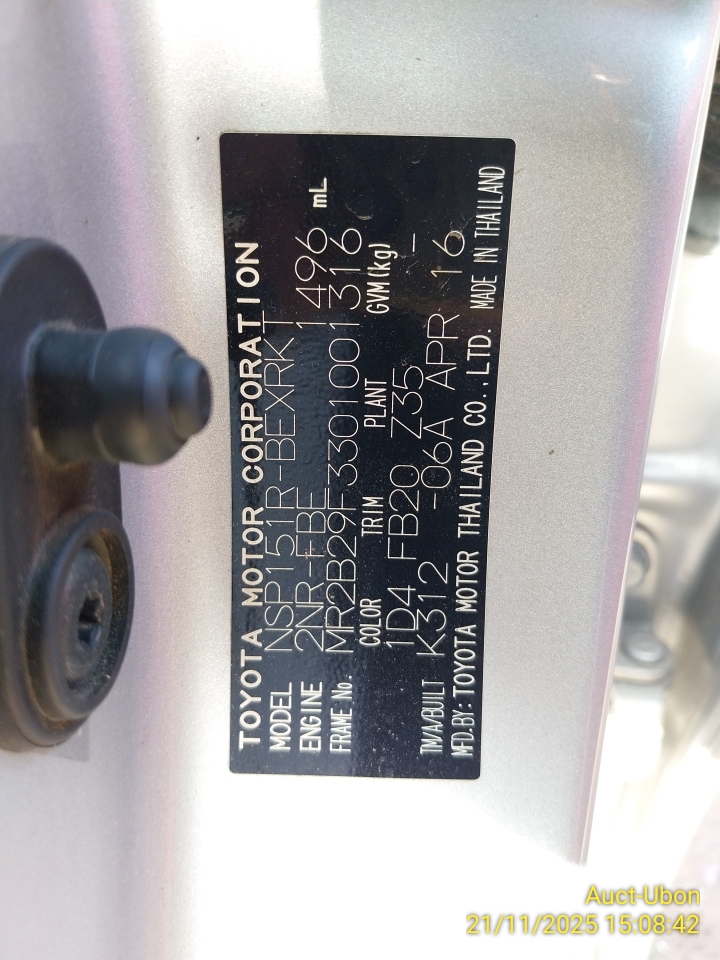 TOYOTA MOTOR CORPORATION
MODEL NSP151R-BEXRKT
ENGINE 2NR-FBE 1496 mL
FRAME No. MR2B29F3301001316
COLOR TRIM PLANT GVM(kg)
1D4 FB20 Z35 -
TM/A/BUILT K312 -06A APR 16
MFD.BY:TOYOTA MOTOR THAILAND CO.,LTD. MADE IN THAILAND
Auct-Ubon
21/11/2025 15:08:42